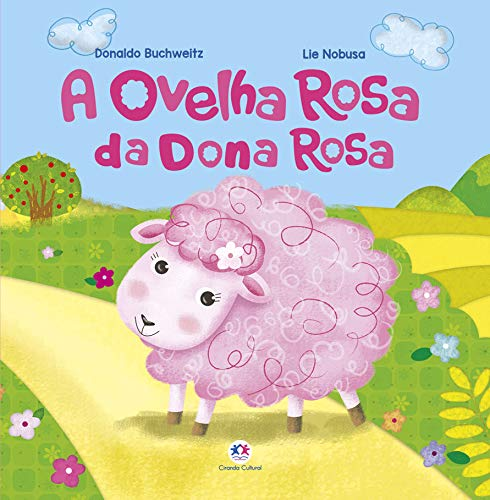 Donaldo Buchweitz Lie Nobusa
A Ovelha Rosa
da Dona Rosa
Ciranda Cultural